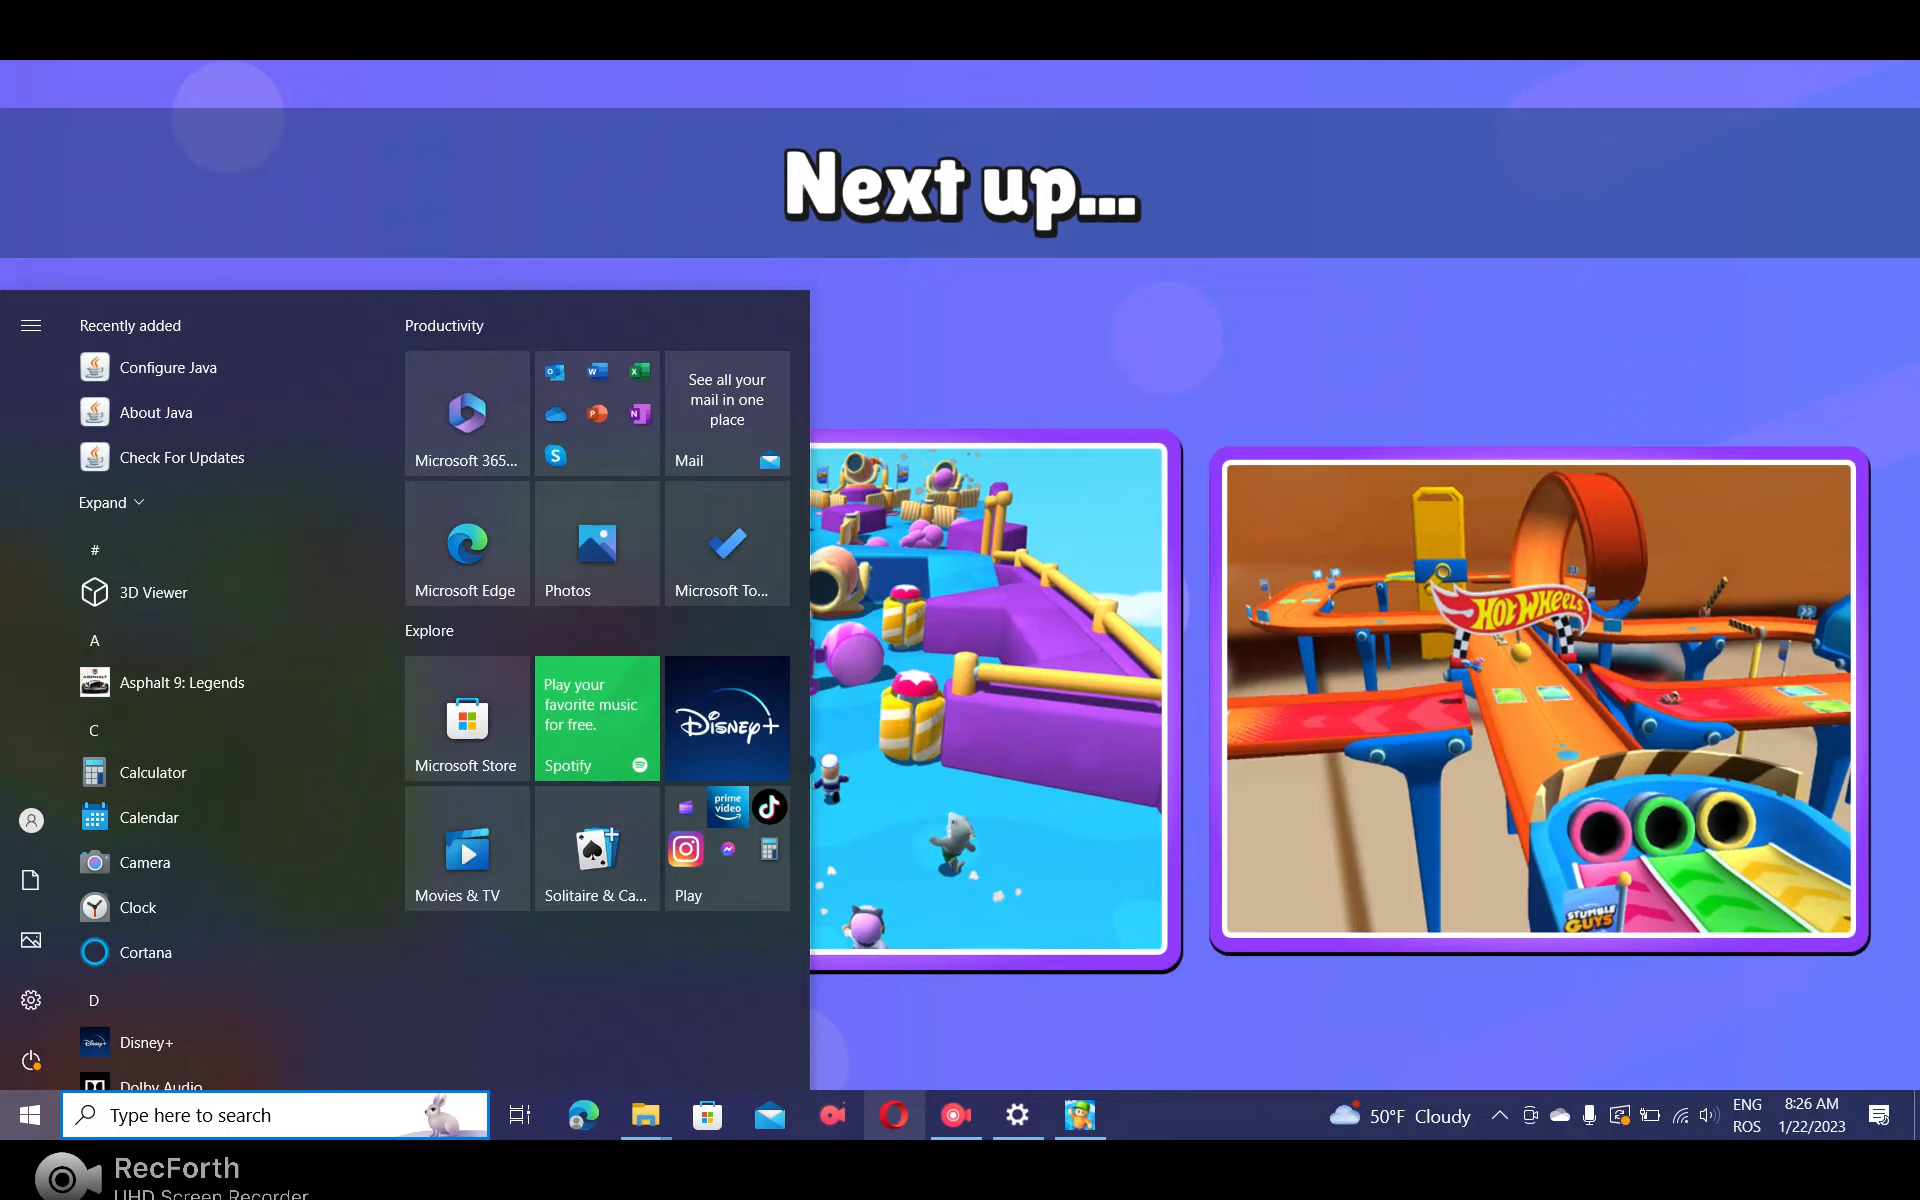 Next up...
Recently added
Configure Java
About Java
Check For Updates
Expand
#
3D Viewer
A
Asphalt 9: Legends
C
Calculator
Calendar
Camera
Clock
Cortana
D
Disney+
Dolby Audio
Productivity
Microsoft 365...
See all your
mail in one
place
Mail
Microsoft Edge
Photos
Microsoft To...
Explore
Microsoft Store
Play your
favorite music
for free.
Spotify
Disney+
Movies & TV
Solitaire & Ca...
prime
video
Play
HOT WHEELS
STUMBLE
GUYS
Type here to search
50°F Cloudy
ENG
ROS
8:26 AM
1/22/2023
RecForth
UHD Screen Recorder